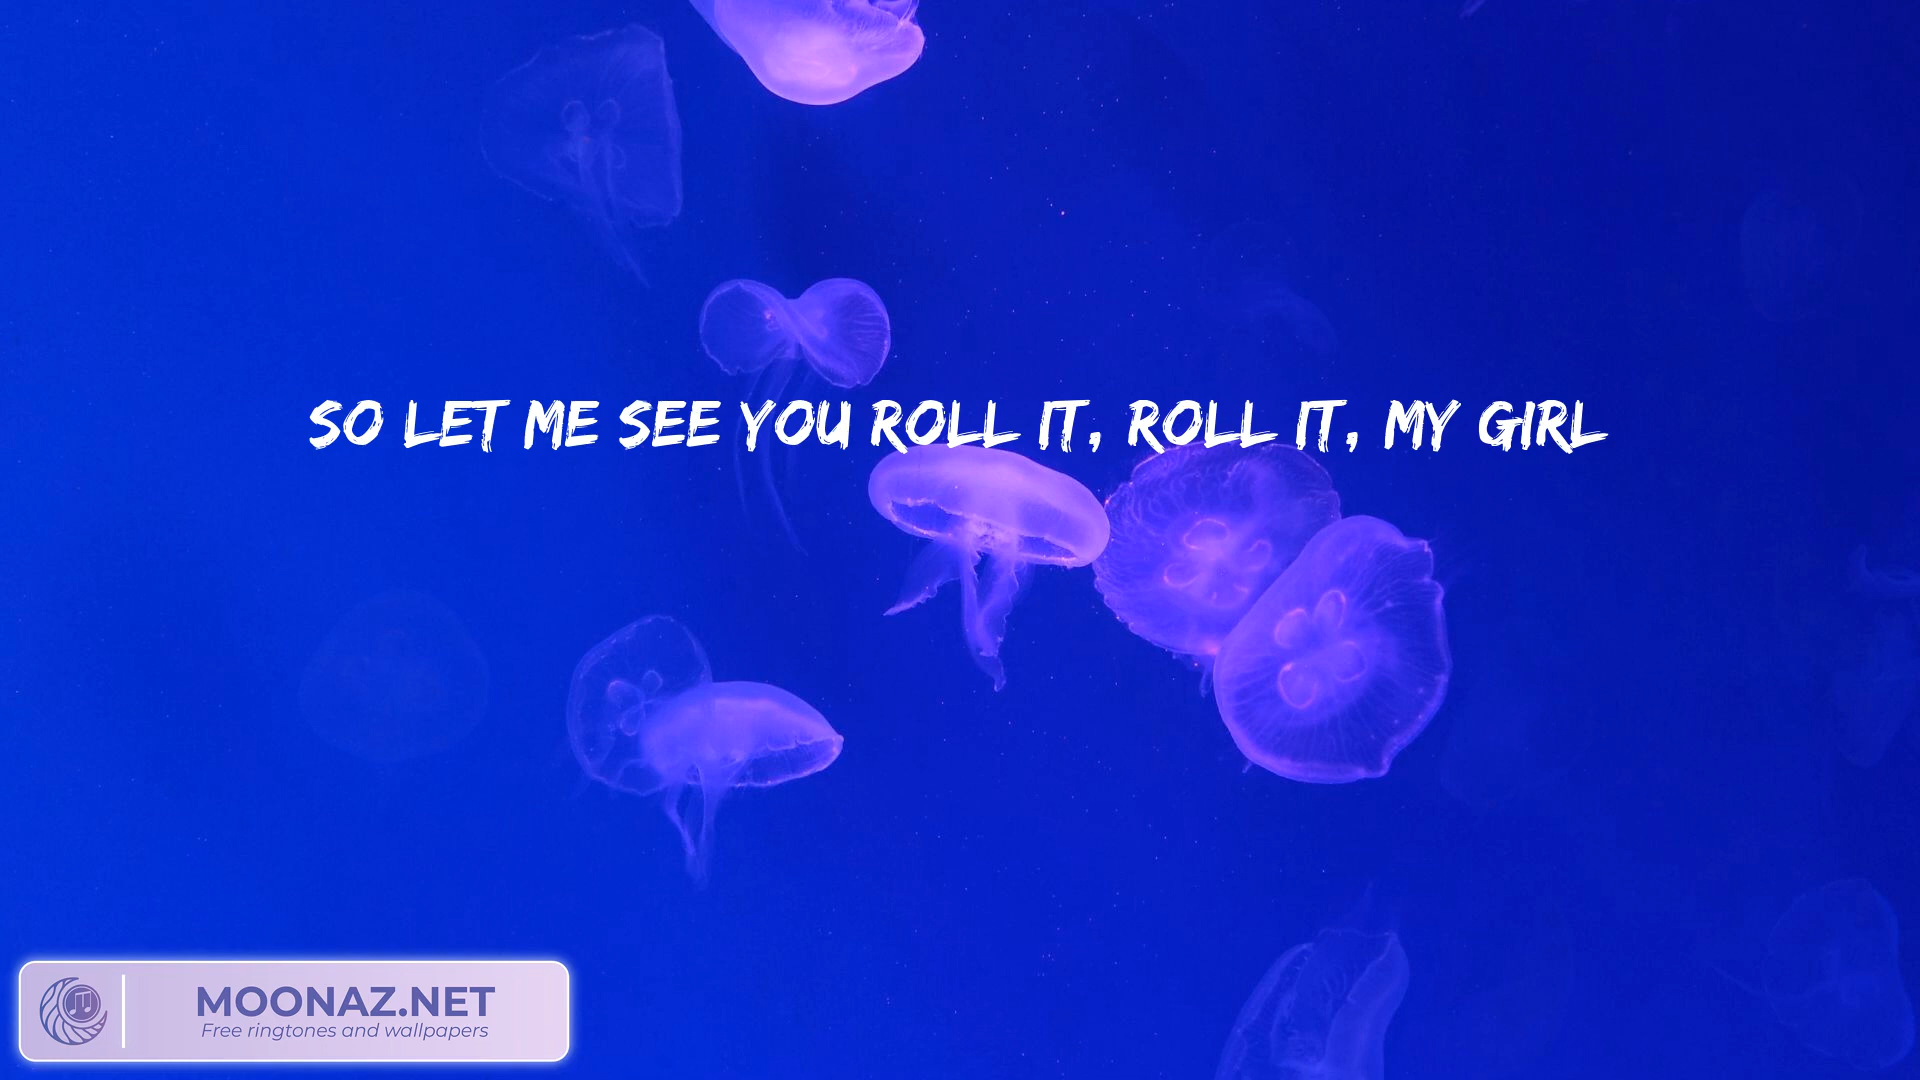 SO LET ME SEE YOU ROLL IT, ROLL IT, MY GIRL
MOONAZ.NET
Free ringtones and wallpapers